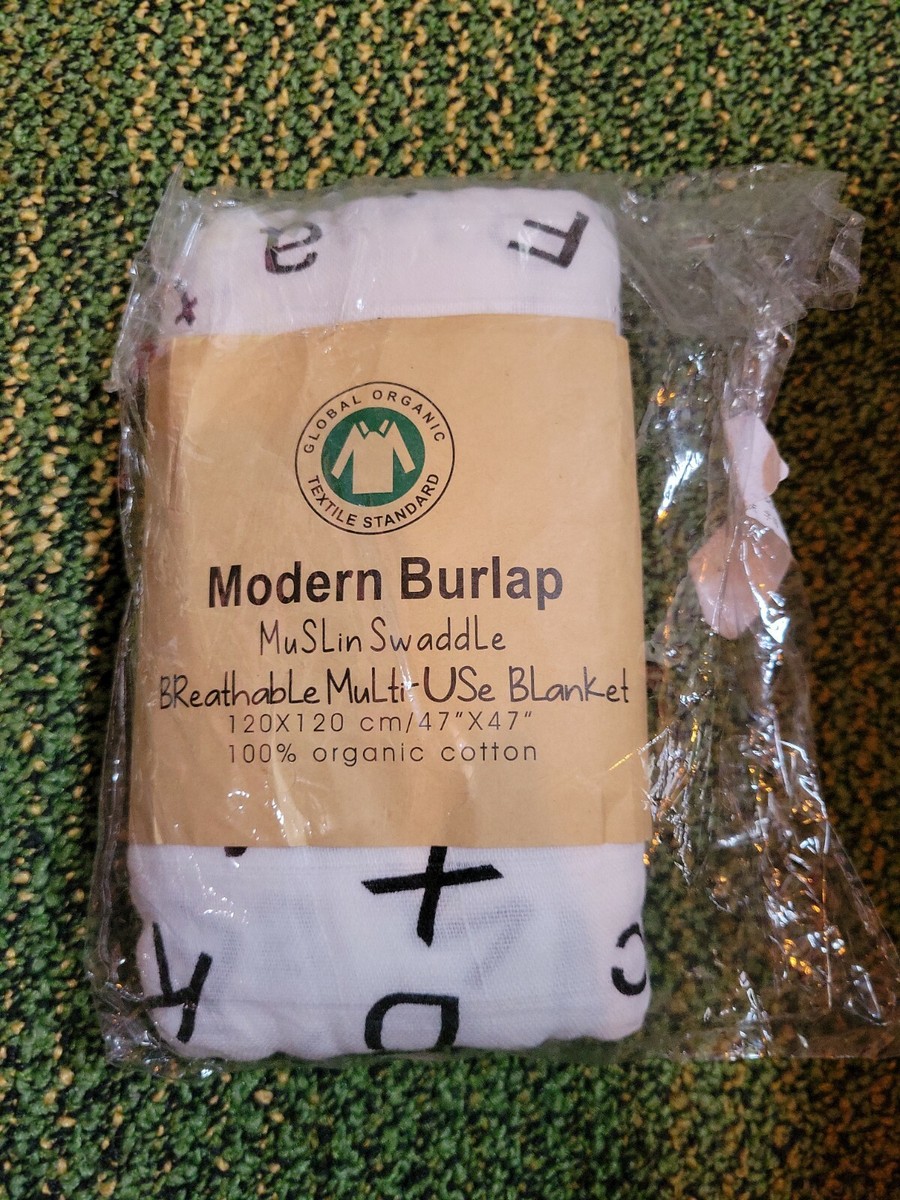 a F
x
GLOBAL ORGANIC
TEXTILE STANDARD
Modern Burlap
MuSLin SwaddLe
BReathabLe MuLti-USe BLanket
120X120 cm/47"X47"
100% organic cotton
+
K D C